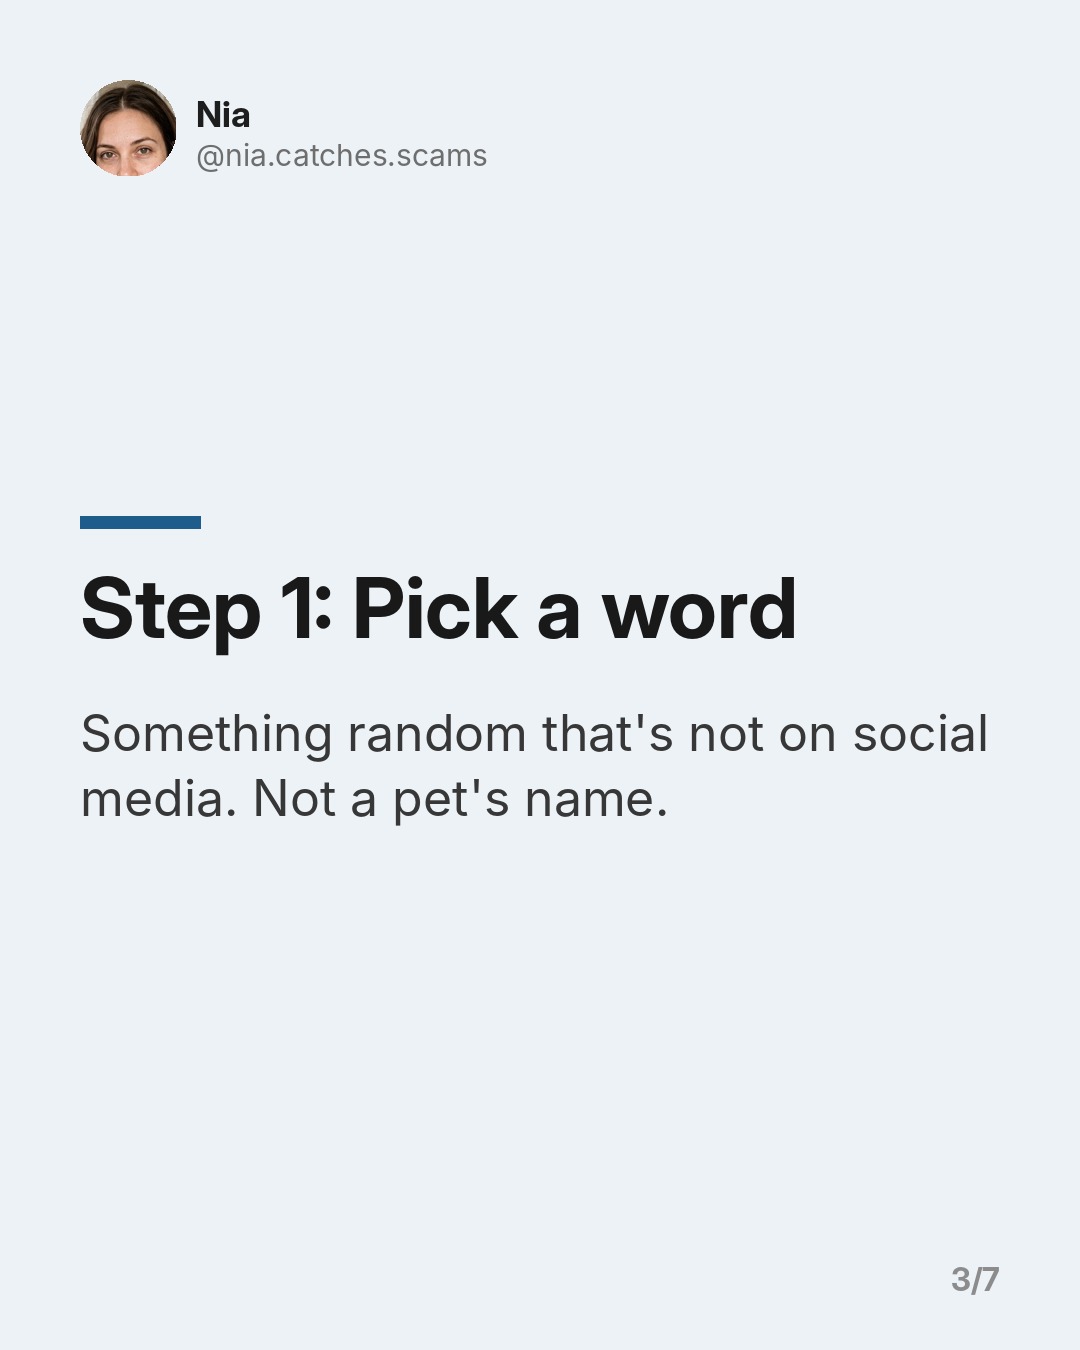 Nia
@nia.catches.scams
Step 1: Pick a word
Something random that's not on social
media. Not a pet's name.
3/7